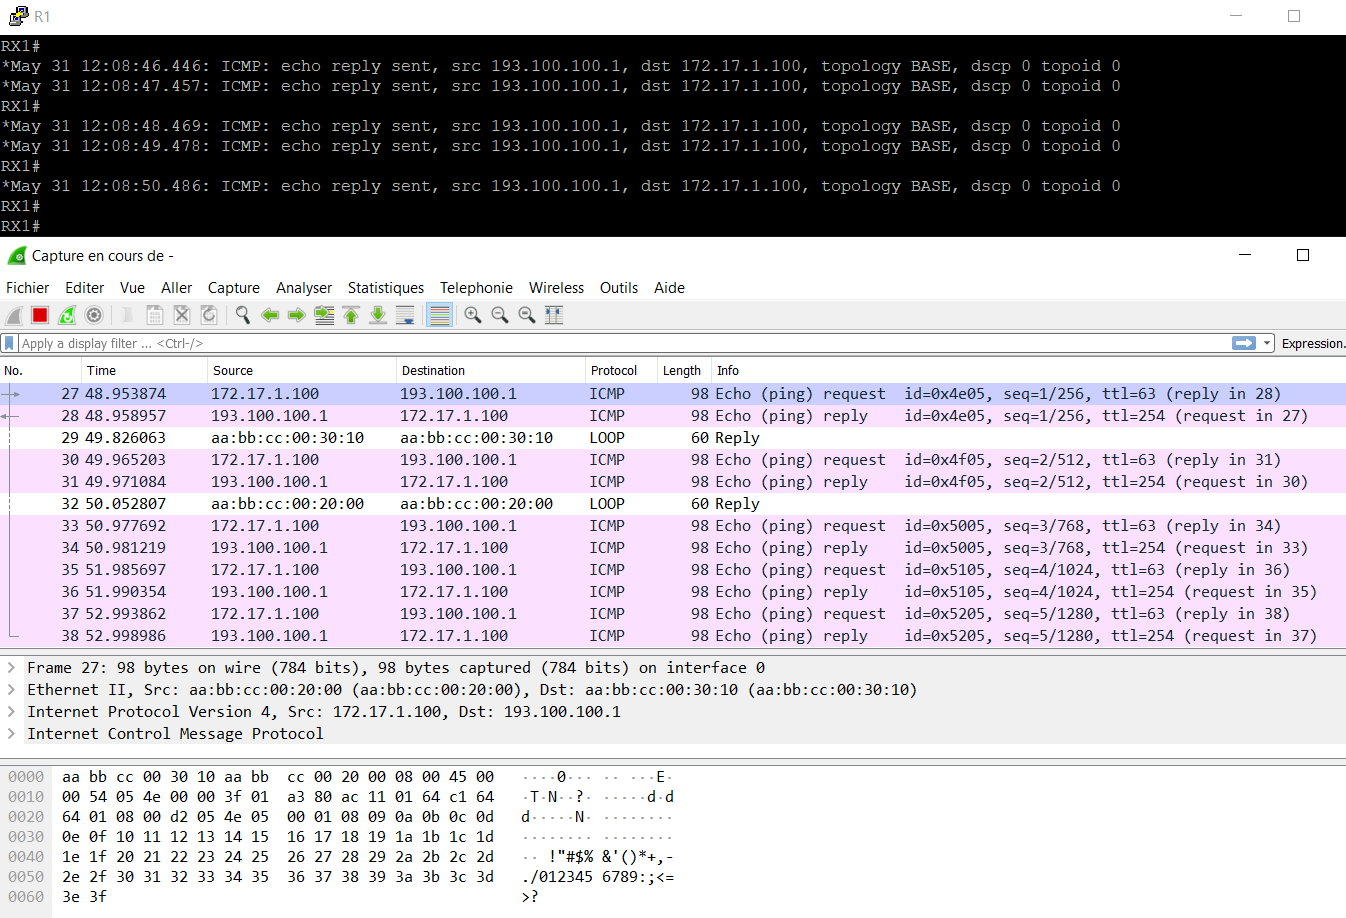 R1
RX1#
*May 31 12:08:46.446: ICMP: echo reply sent, src 193.100.100.1, dst 172.17.1.100, topology BASE, dscp 0 topoid 0
*May 31 12:08:47.457: ICMP: echo reply sent, src 193.100.100.1, dst 172.17.1.100, topology BASE, dscp 0 topoid 0
RX1#
*May 31 12:08:48.469: ICMP: echo reply sent, src 193.100.100.1, dst 172.17.1.100, topology BASE, dscp 0 topoid 0
*May 31 12:08:49.478: ICMP: echo reply sent, src 193.100.100.1, dst 172.17.1.100, topology BASE, dscp 0 topoid 0
RX1#
*May 31 12:08:50.486: ICMP: echo reply sent, src 193.100.100.1, dst 172.17.1.100, topology BASE, dscp 0 topoid 0
RX1#
RX1#
Capture en cours de -
Fichier Editer Vue Aller Capture Analyser Statistiques Telephonie Wireless Outils Aide
Apply a display filter ... <Ctrl-/> Expression.
No. Time Source Destination Protocol Length Info
27 48.953874 172.17.1.100 193.100.100.1 ICMP 98 Echo (ping) request id=0x4e05, seq=1/256, ttl=63 (reply in 28)
28 48.958957 193.100.100.1 172.17.1.100 ICMP 98 Echo (ping) reply id=0x4e05, seq=1/256, ttl=254 (request in 27)
29 49.826063 aa:bb:cc:00:30:10 aa:bb:cc:00:30:10 LOOP 60 Reply
30 49.965203 172.17.1.100 193.100.100.1 ICMP 98 Echo (ping) request id=0x4f05, seq=2/512, ttl=63 (reply in 31)
31 49.971084 193.100.100.1 172.17.1.100 ICMP 98 Echo (ping) reply id=0x4f05, seq=2/512, ttl=254 (request in 30)
32 50.052807 aa:bb:cc:00:20:00 aa:bb:cc:00:20:00 LOOP 60 Reply
33 50.977692 172.17.1.100 193.100.100.1 ICMP 98 Echo (ping) request id=0x5005, seq=3/768, ttl=63 (reply in 34)
34 50.981219 193.100.100.1 172.17.1.100 ICMP 98 Echo (ping) reply id=0x5005, seq=3/768, ttl=254 (request in 33)
35 51.985697 172.17.1.100 193.100.100.1 ICMP 98 Echo (ping) request id=0x5105, seq=4/1024, ttl=63 (reply in 36)
36 51.990354 193.100.100.1 172.17.1.100 ICMP 98 Echo (ping) reply id=0x5105, seq=4/1024, ttl=254 (request in 35)
37 52.993862 172.17.1.100 193.100.100.1 ICMP 98 Echo (ping) request id=0x5205, seq=5/1280, ttl=63 (reply in 38)
38 52.998986 193.100.100.1 172.17.1.100 ICMP 98 Echo (ping) reply id=0x5205, seq=5/1280, ttl=254 (request in 37)
Frame 27: 98 bytes on wire (784 bits), 98 bytes captured (784 bits) on interface 0
Ethernet II, Src: aa:bb:cc:00:20:00 (aa:bb:cc:00:20:00), Dst: aa:bb:cc:00:30:10 (aa:bb:cc:00:30:10)
Internet Protocol Version 4, Src: 172.17.1.100, Dst: 193.100.100.1
Internet Control Message Protocol
0000 aa bb cc 00 30 10 aa bb cc 00 20 00 08 00 45 00 ····0··· ·· ···E·
0010 00 54 05 4e 00 00 3f 01 a3 80 ac 11 01 64 c1 64 ·T·N··?· ·····d·d
0020 64 01 08 00 d2 05 4e 05 00 01 08 09 0a 0b 0c 0d d·····N· ········
0030 0e 0f 10 11 12 13 14 15 16 17 18 19 1a 1b 1c 1d ········ ········
0040 1e 1f 20 21 22 23 24 25 26 27 28 29 2a 2b 2c 2d ·· !"#$% &'()*+,-
0050 2e 2f 30 31 32 33 34 35 36 37 38 39 3a 3b 3c 3d ./012345 6789:;<=
0060 3e 3f >?